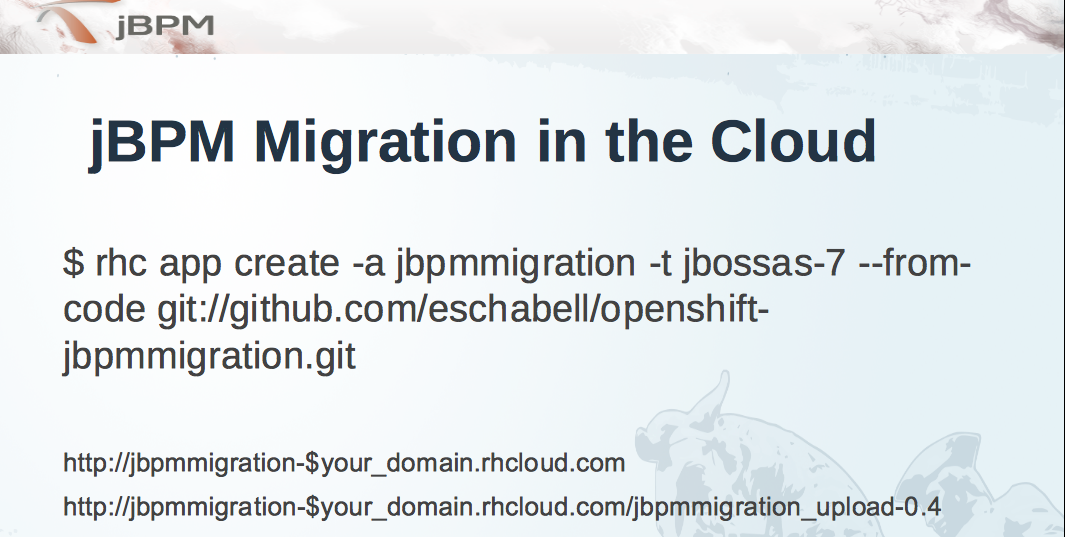 jBPM
jBPM Migration in the Cloud
$ rhc app create -a jbpmmigration -t jbossas-7 --from-
code git://github.com/eschabell/openshift-
jbpmmigration.git
http://jbpmmigration-$your_domain.rhcloud.com
http://jbpmmigration-$your_domain.rhcloud.com/jbpmmigration_upload-0.4